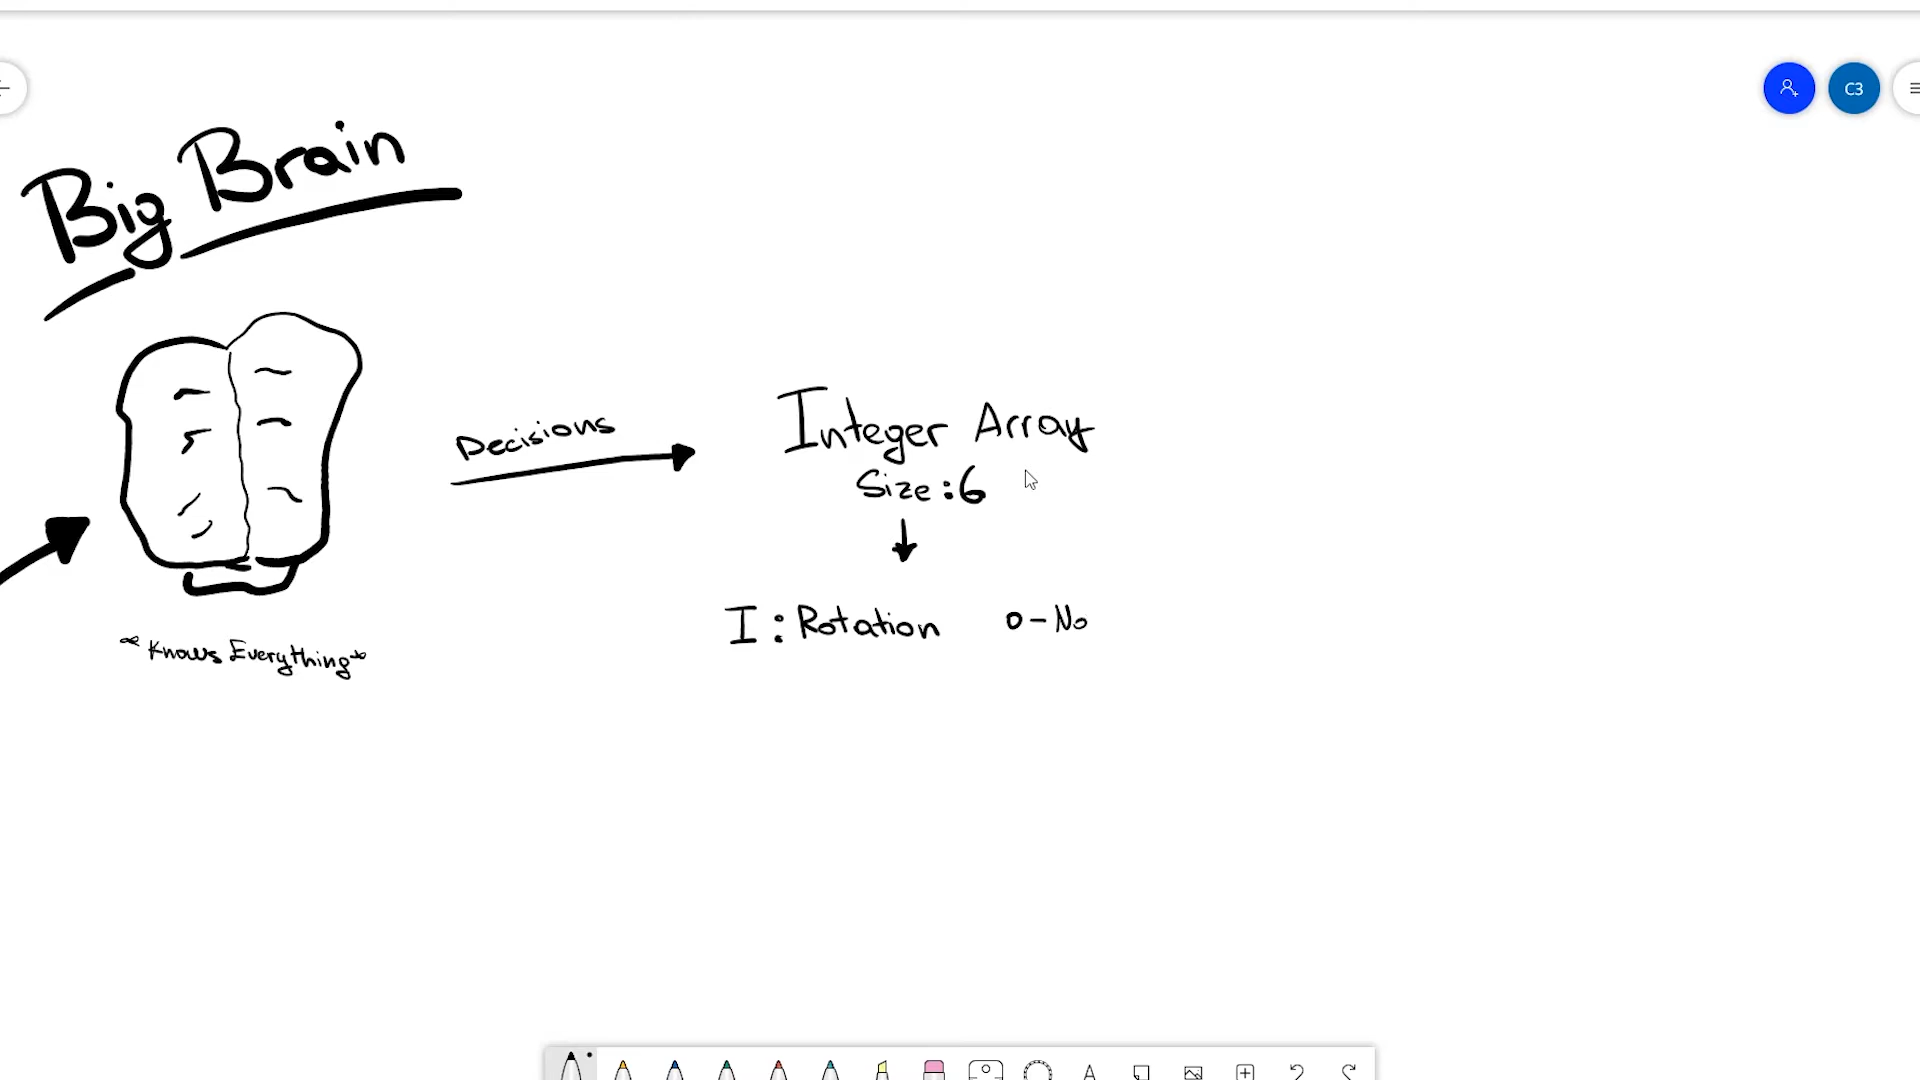 C3
Big Brain
Decisions
Integer Array
Size:6
I: Rotation 0-No
*Knows Everything*